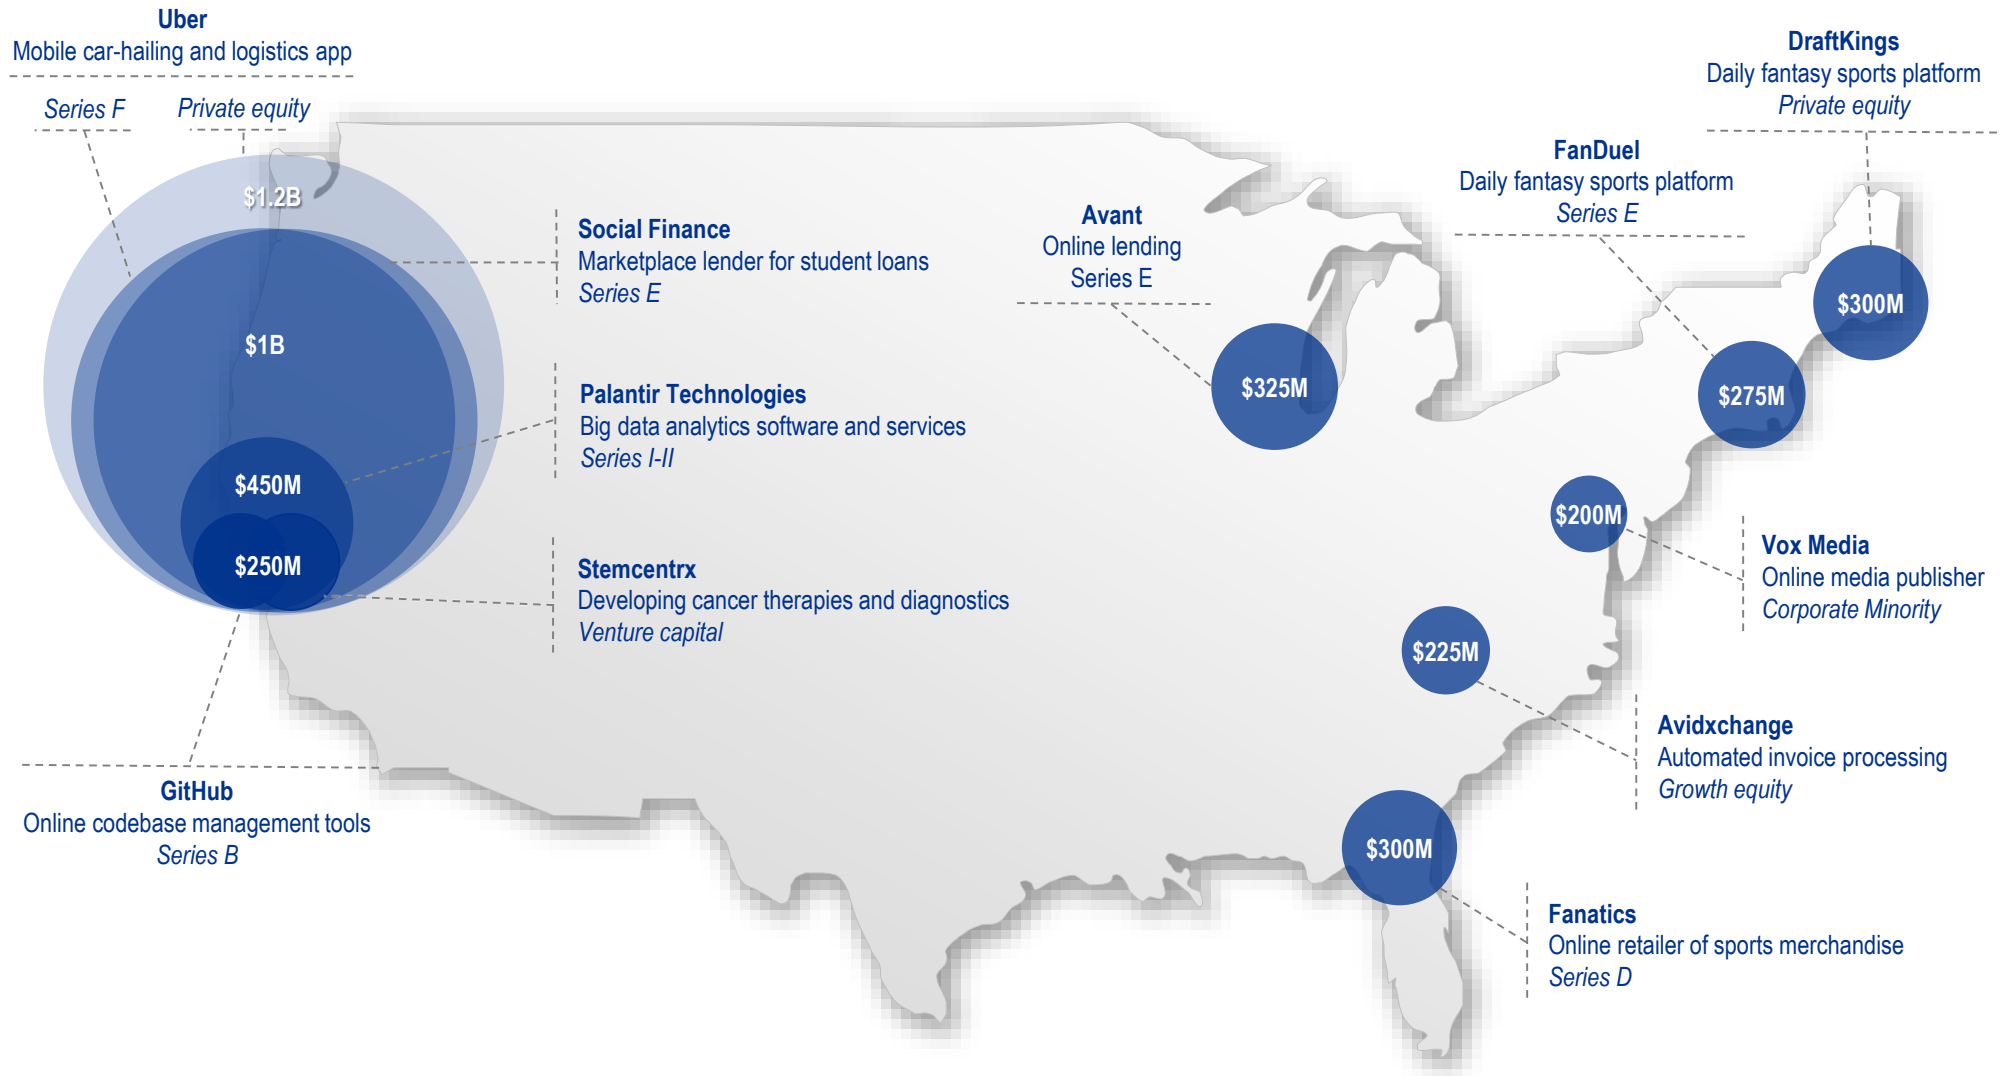 Uber
Mobile car-hailing and logistics app
Series F
Private equity
$1.2B
$1B
$450M
$250M
Social Finance
Marketplace lender for student loans
Series E
Palantir Technologies
Big data analytics software and services
Series I-II
Stemcentrx
Developing cancer therapies and diagnostics
Venture capital
GitHub
Online codebase management tools
Series B
Avant
Online lending
Series E
$325M
FanDuel
Daily fantasy sports platform
Series E
$275M
DraftKings
Daily fantasy sports platform
Private equity
$300M
$200M
Vox Media
Online media publisher
Corporate Minority
$225M
Avidxchange
Automated invoice processing
Growth equity
$300M
Fanatics
Online retailer of sports merchandise
Series D